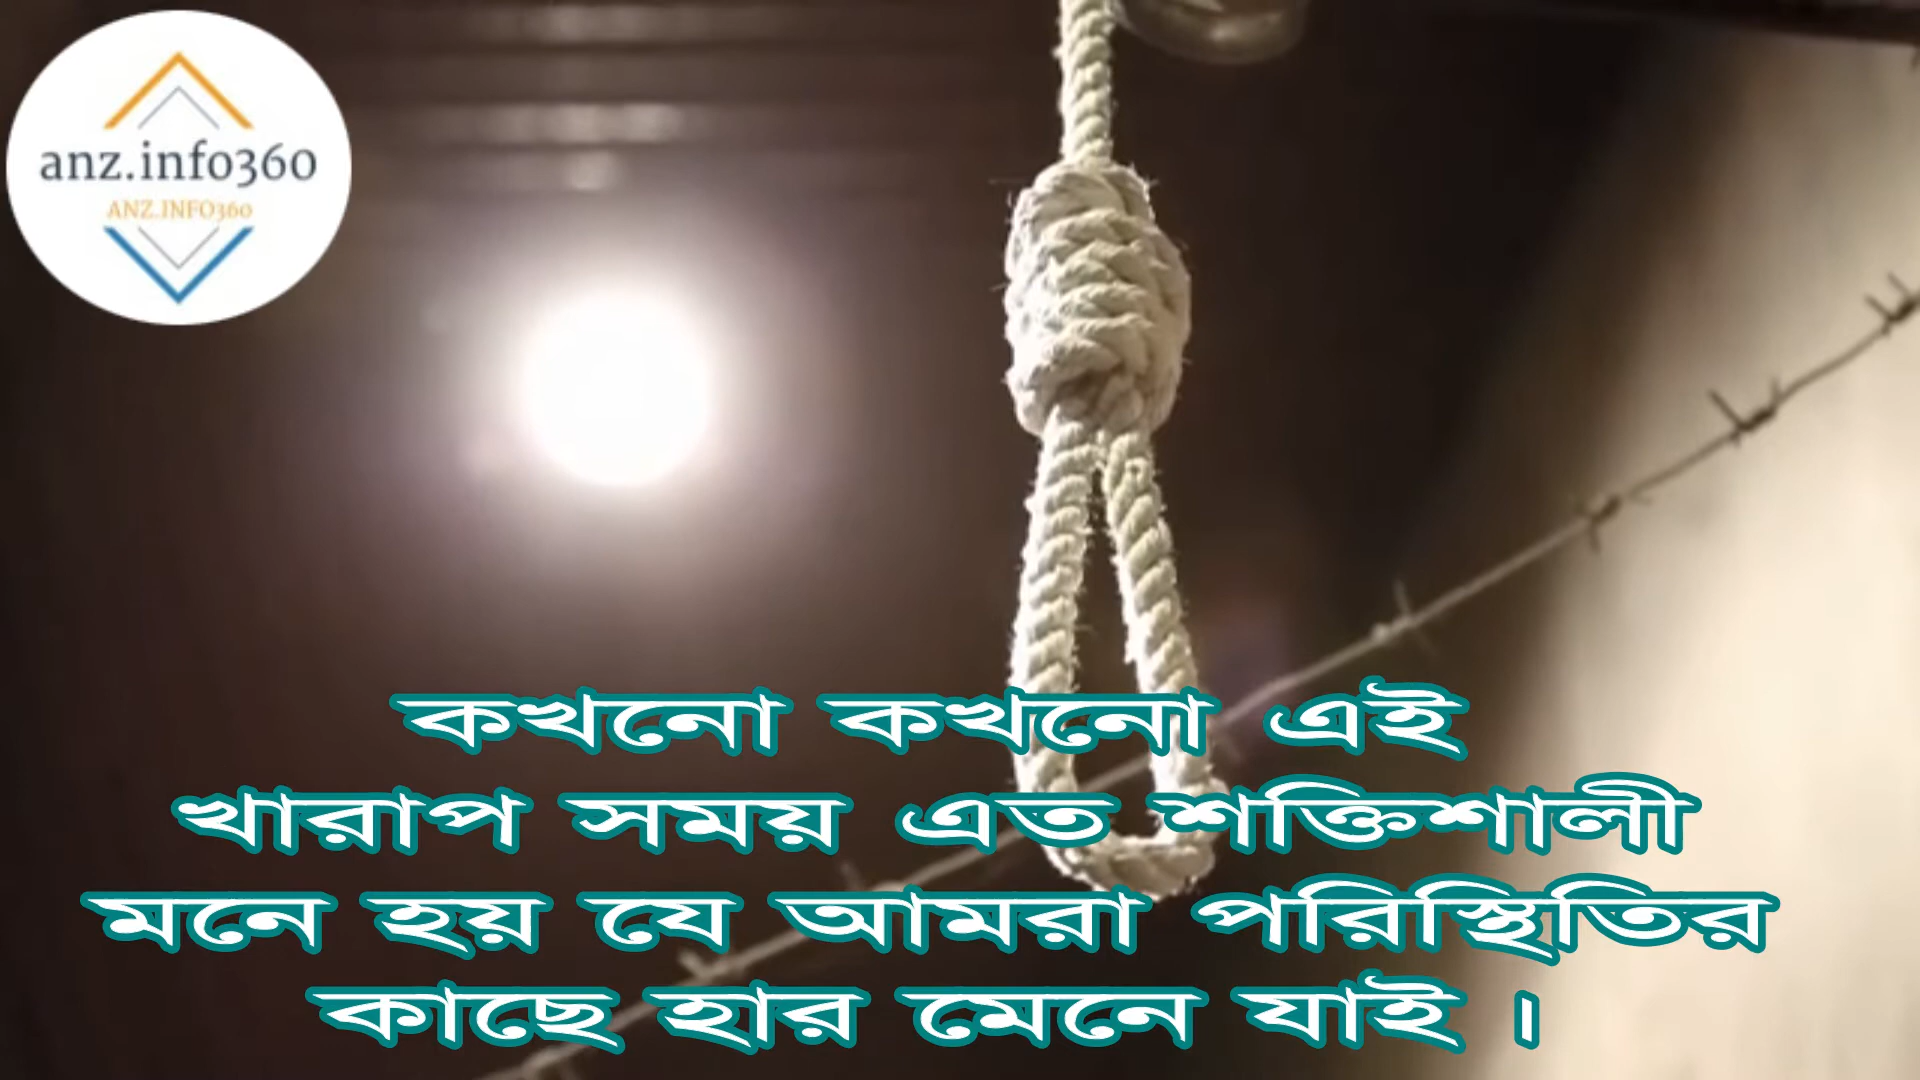 anz.info360
ANZ.INFO360
কখনো কখনো এই
খারাপ সময় এত শক্তিশালী
মনে হয় যে আমরা পরিস্থিতির
কাছে হার মেনে যাই ।